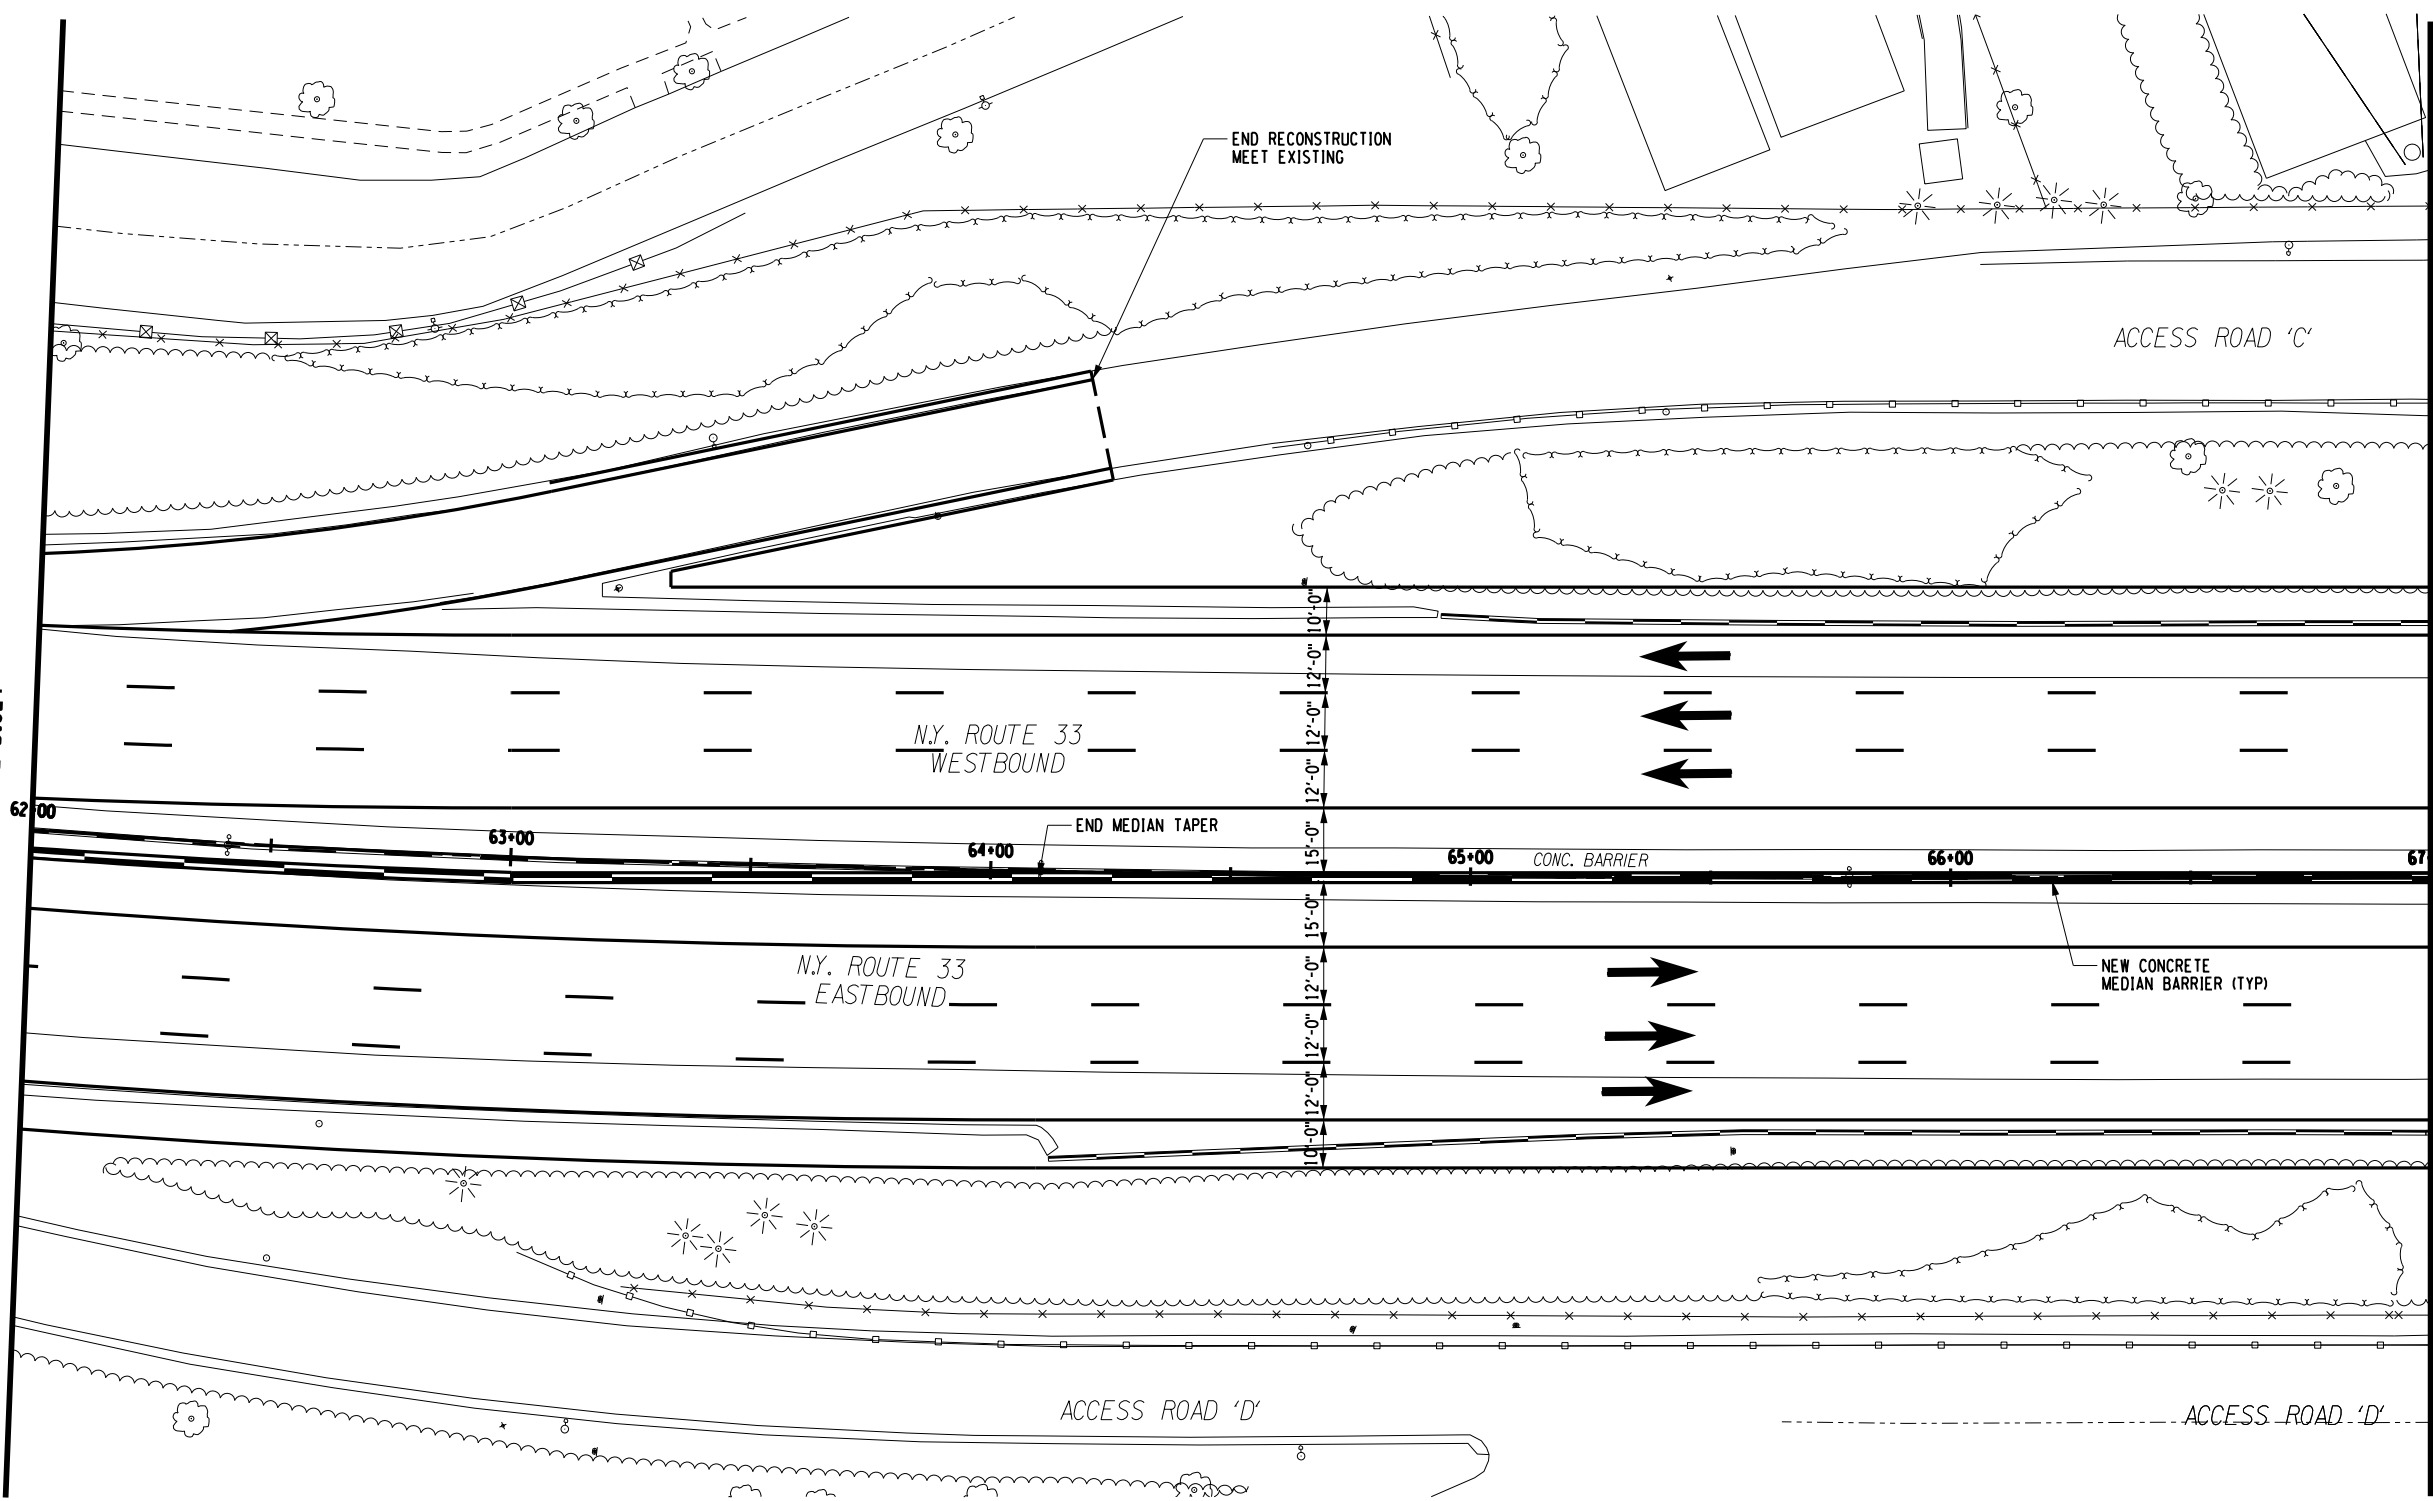 END RECONSTRUCTION
MEET EXISTING
ACCESS ROAD 'C'
10'-0"
12'-0"
12'-0"
12'-0"
N.Y. ROUTE 33
WESTBOUND
62+00
63+00
64+00
65+00
66+00
67
END MEDIAN TAPER
CONC. BARRIER
15'-0"
15'-0"
N.Y. ROUTE 33
EASTBOUND
NEW CONCRETE
MEDIAN BARRIER (TYP)
12'-0"
12'-0"
12'-0"
10'-0"
ACCESS ROAD 'D'
ACCESS ROAD 'D'